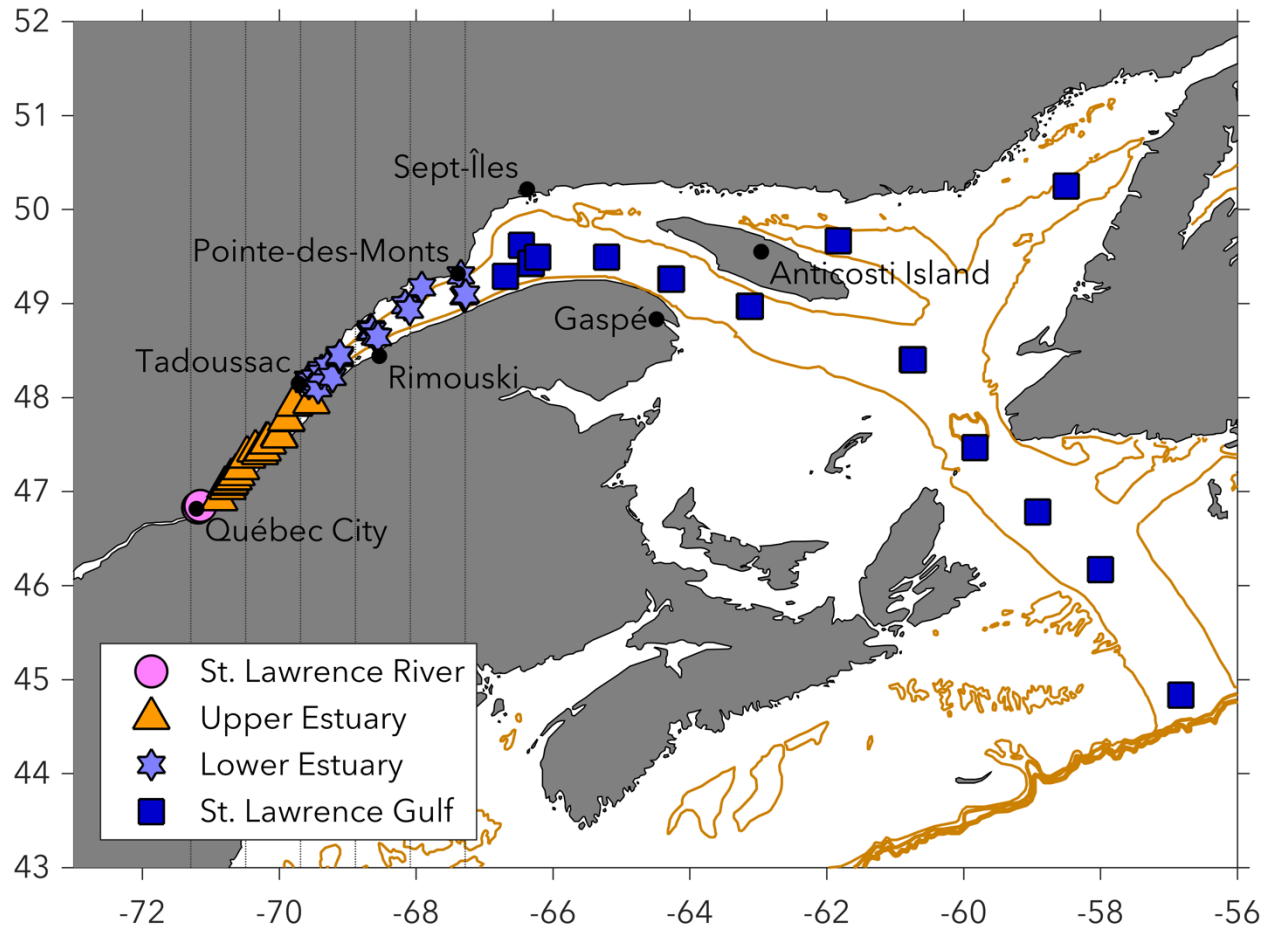 52
51
50
49
48
47
46
45
44
43
Sept-Îles
Pointe-des-Monts
Anticosti Island
Gaspé
Tadoussac
Rimouski
Québec City
St. Lawrence River
Upper Estuary
Lower Estuary
St. Lawrence Gulf
-72 -70 -68 -66 -64 -62 -60 -58 -56